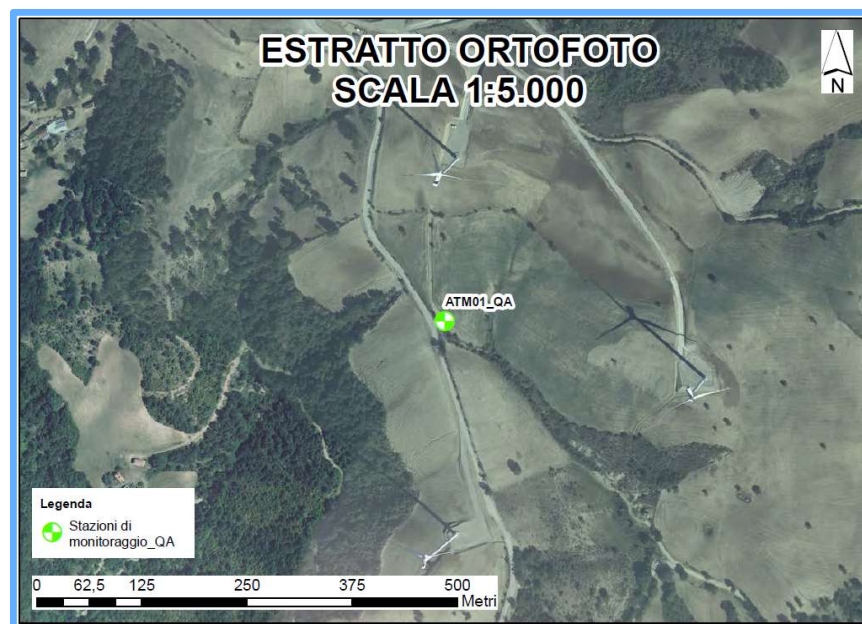 ESTRATTO ORTOFOTO
SCALA 1:5.000
N
ATM01_QA
Legenda
Stazioni di
monitoraggio_QA
0 62,5 125 250 375 500
Metri